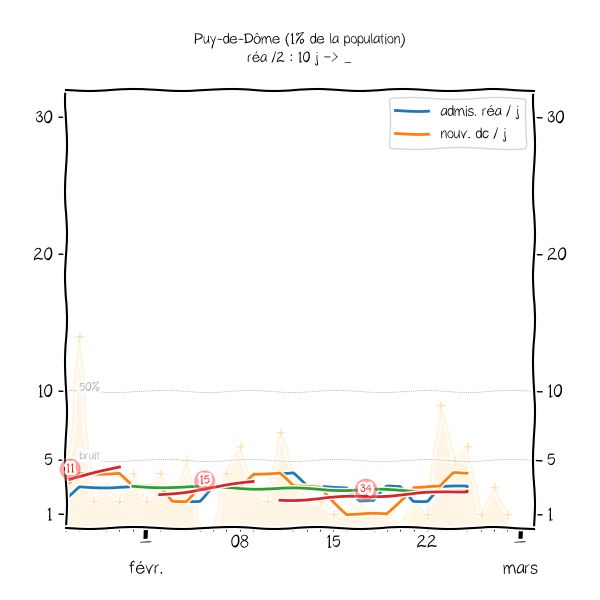 Puy-de-Dôme (1% de la population)
réa /2 : 10 j -> _
admis. réa / j
nouv. dc / j
30
30
20
20
10
50%
10
5
bruit
5
11
15
34
1
1
08
15
22
févr.
mars